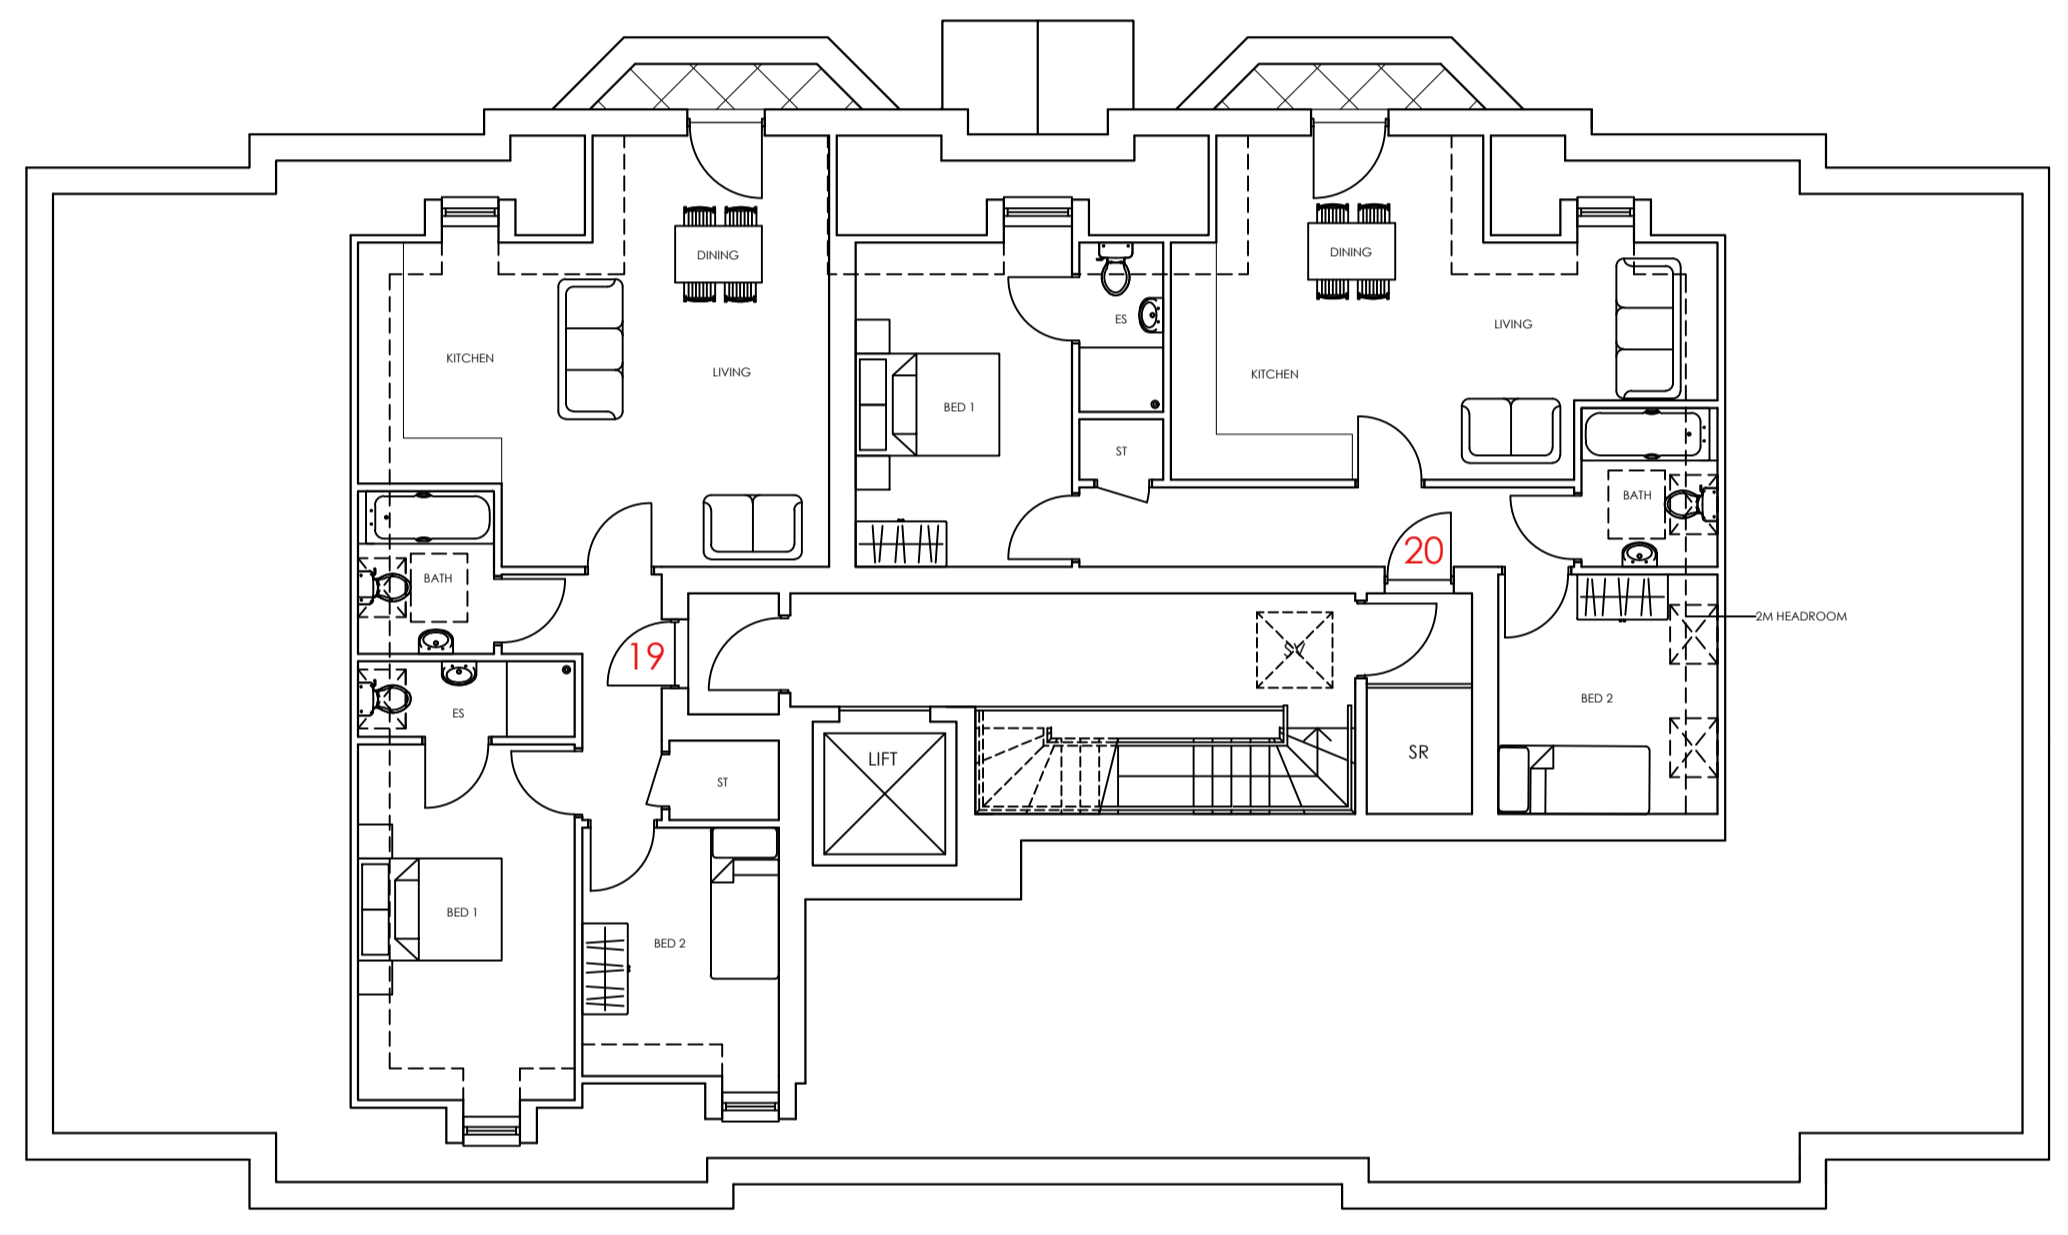 DINING
DINING
ES
LIVING
KITCHEN
LIVING
KITCHEN
BED 1
ST
BATH
20
BATH
2M HEADROOM
19
SV
BED 2
ES
SR
LIFT
ST
BED 1
BED 2